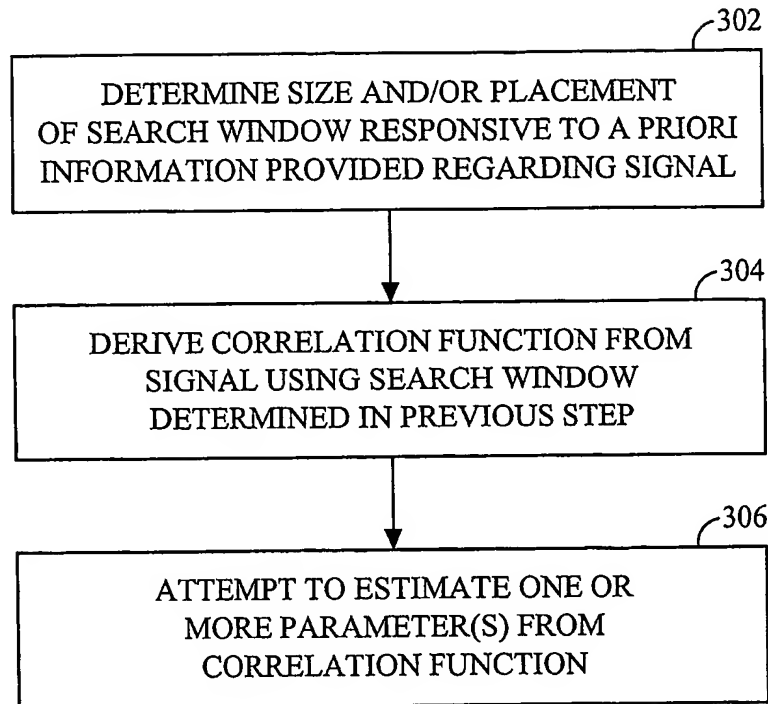 302
DETERMINE SIZE AND/OR PLACEMENT
OF SEARCH WINDOW RESPONSIVE TO A PRIORI
INFORMATION PROVIDED REGARDING SIGNAL
304
DERIVE CORRELATION FUNCTION FROM
SIGNAL USING SEARCH WINDOW
DETERMINED IN PREVIOUS STEP
306
ATTEMPT TO ESTIMATE ONE OR
MORE PARAMETER(S) FROM
CORRELATION FUNCTION